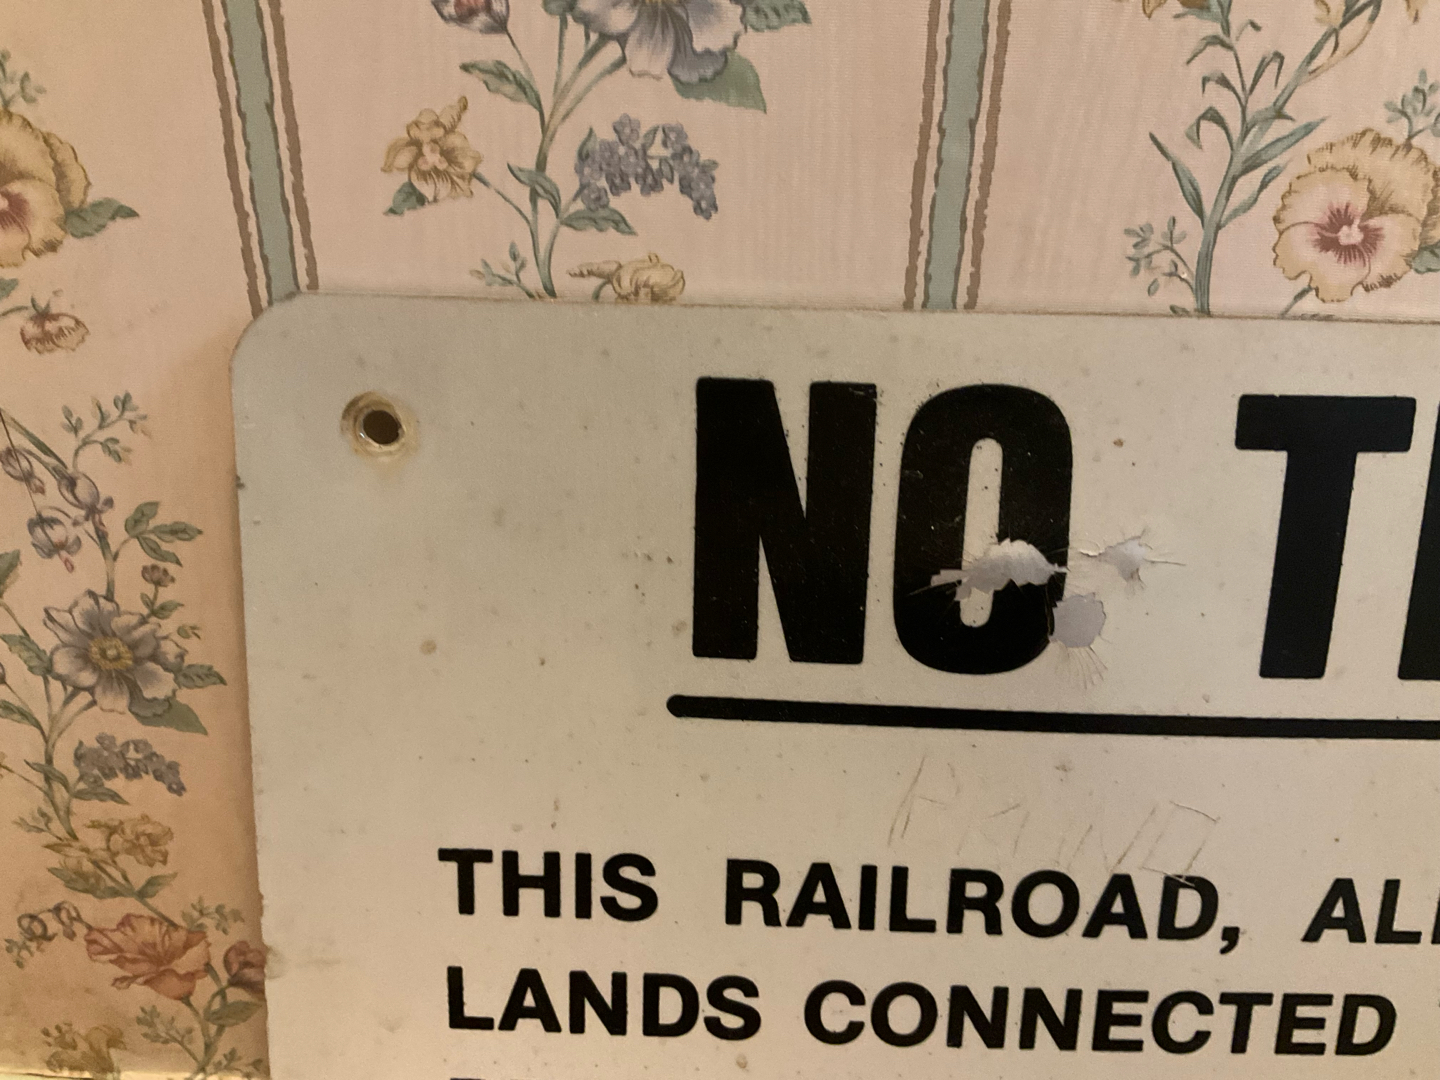 NO T
THIS RAILROAD, AL
LANDS CONNECTED